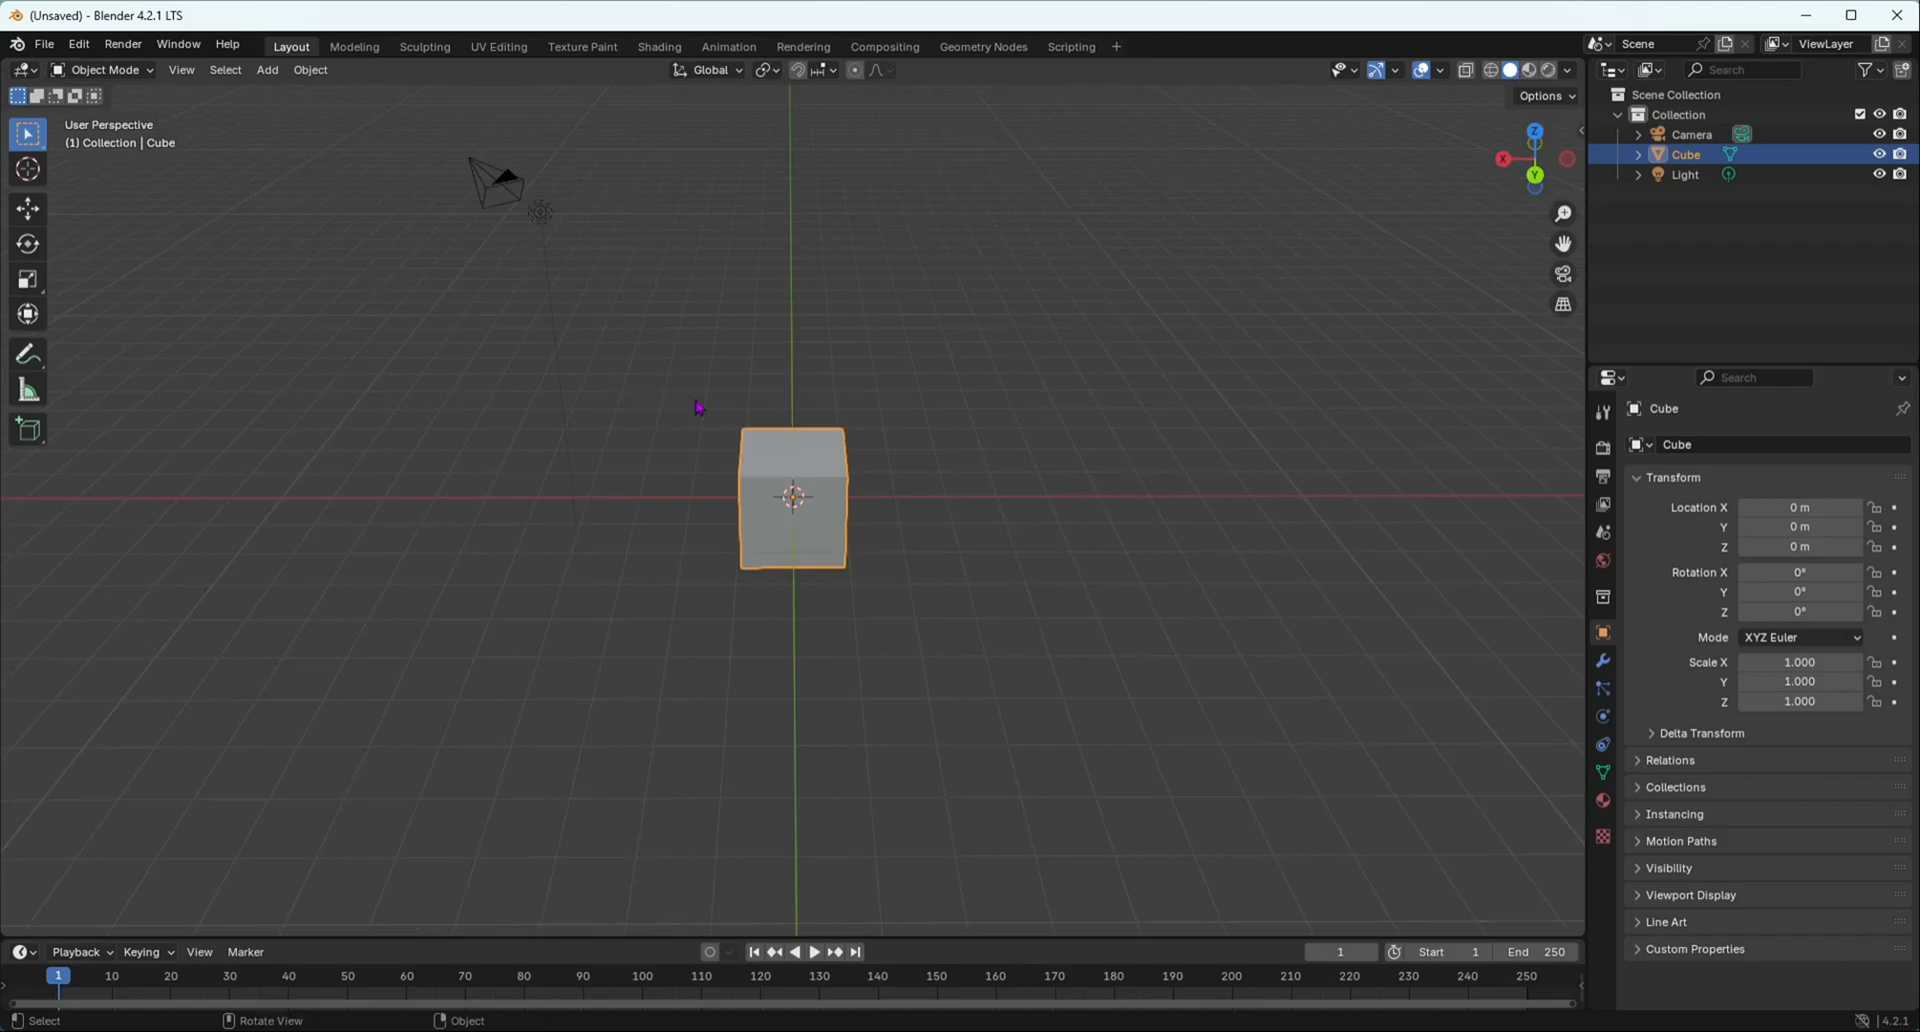 (Unsaved) - Blender 4.2.1 LTS
File Edit Render Window Help Layout Modeling Sculpting UV Editing Texture Paint Shading Animation Rendering Compositing Geometry Nodes Scripting + Scene ViewLayer
Object Mode View Select Add Object Global Search
Options
User Perspective
(1) Collection | Cube
Z
X
Y
Scene Collection
Collection
Camera
Cube
Light
Search
Cube
Cube
Transform
Location X 0 m
Y 0 m
Z 0 m
Rotation X 0°
Y 0°
Z 0°
Mode XYZ Euler
Scale X 1.000
Y 1.000
Z 1.000
Delta Transform
Relations
Collections
Instancing
Motion Paths
Visibility
Viewport Display
Line Art
Custom Properties
Playback Keying View Marker 1 Start 1 End 250
1 10 20 30 40 50 60 70 80 90 100 110 120 130 140 150 160 170 180 190 200 210 220 230 240 250
Select Rotate View Object 4.2.1